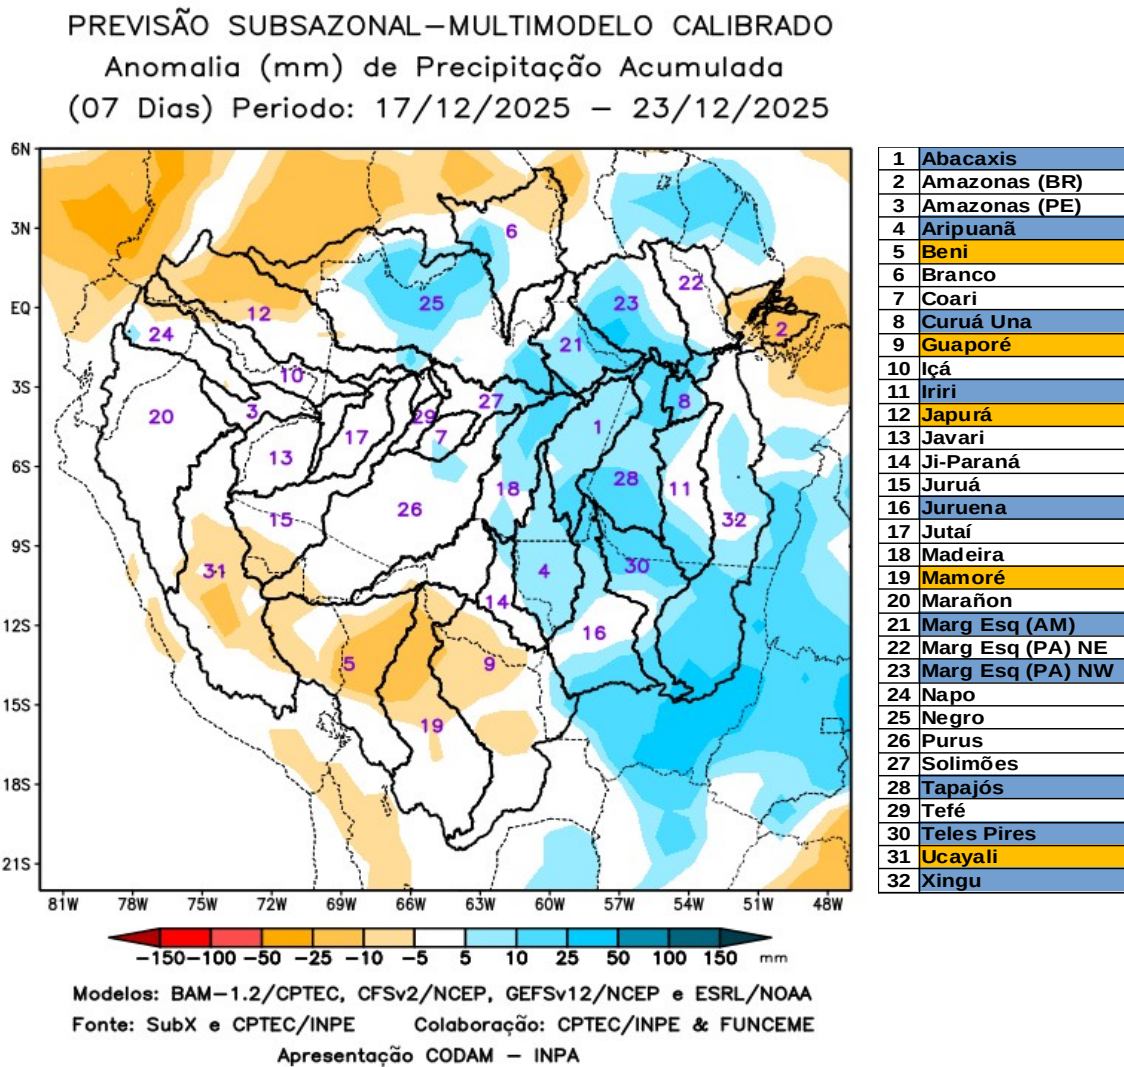 PREVISÃO SUBSAZONAL–MULTIMODELO CALIBRADO
Anomalia (mm) de Precipitação Acumulada
(07 Dias) Periodo: 17/12/2025 – 23/12/2025
6N
3N
EQ
3S
6S
9S
12S
15S
18S
21S
81W 78W 75W 72W 69W 66W 63W 60W 57W 54W 51W 48W
6
22
25
23
12
2
24
21
10
27
8
3
20
29
1
17
7
13
28
18
11
26
15
32
31
4
30
14
16
5
9
19
1 Abacaxis
2 Amazonas (BR)
3 Amazonas (PE)
4 Aripuanã
5 Beni
6 Branco
7 Coari
8 Curuá Una
9 Guaporé
10 Içá
11 Iriri
12 Japurá
13 Javari
14 Ji-Paraná
15 Juruá
16 Juruena
17 Jutaí
18 Madeira
19 Mamoré
20 Marañon
21 Marg Esq (AM)
22 Marg Esq (PA) NE
23 Marg Esq (PA) NW
24 Napo
25 Negro
26 Purus
27 Solimões
28 Tapajós
29 Tefé
30 Teles Pires
31 Ucayali
32 Xingu
−150 −100 −50 −25 −10 −5 5 10 25 50 100 150 mm
Modelos: BAM−1.2/CPTEC, CFSv2/NCEP, GEFSv12/NCEP e ESRL/NOAA
Fonte: SubX e CPTEC/INPE Colaboração: CPTEC/INPE & FUNCEME
Apresentação CODAM – INPA